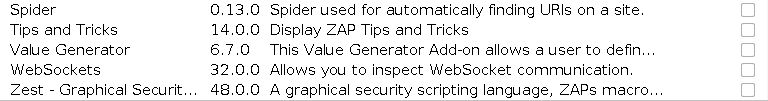 Spider 0.13.0 Spider used for automatically finding URIs on a site.
Tips and Tricks 14.0.0 Display ZAP Tips and Tricks
Value Generator 6.7.0 This Value Generator Add-on allows a user to defin...
WebSockets 32.0.0 Allows you to inspect WebSocket communication.
Zest - Graphical Securit... 48.0.0 A graphical security scripting language, ZAPs macro...